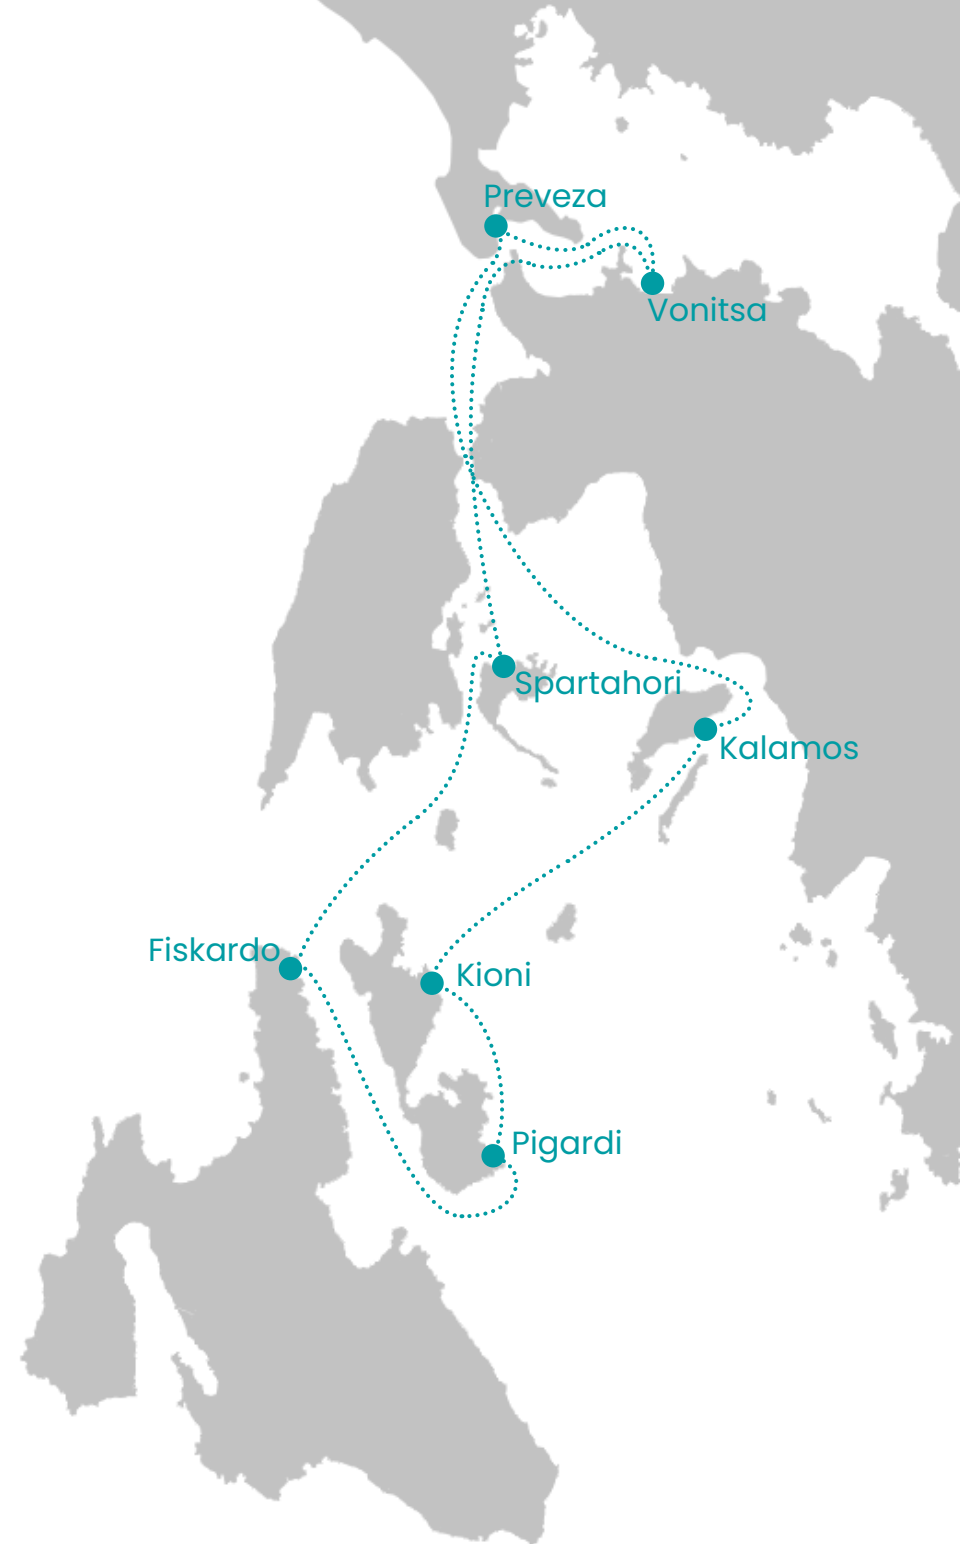 Preveza
Vonitsa
Spartahori
Kalamos
Fiskardo
Kioni
Pigardi